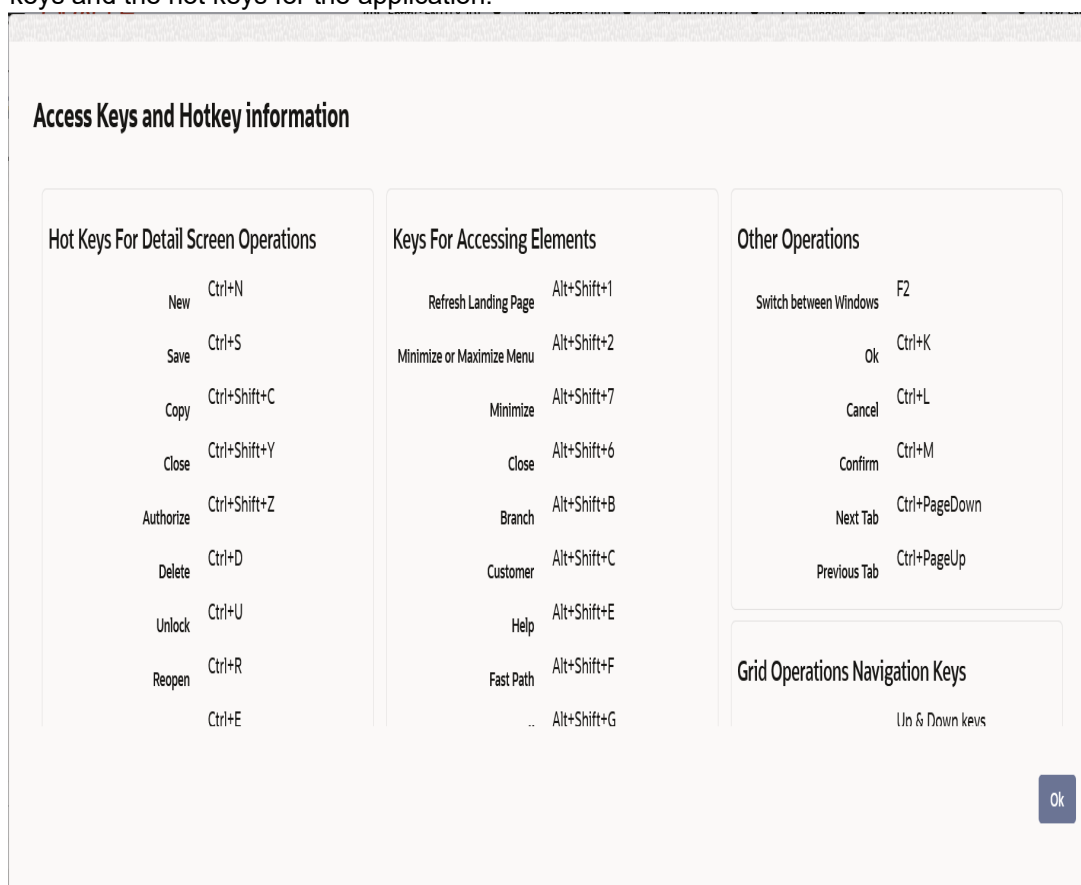 keys and the hot keys for the application.
Access Keys and Hotkey information
Hot Keys For Detail Screen Operations
New Ctrl+N
Save Ctrl+S
Copy Ctrl+Shift+C
Close Ctrl+Shift+Y
Authorize Ctrl+Shift+Z
Delete Ctrl+D
Unlock Ctrl+U
Reopen Ctrl+R
Ctrl+E
Keys For Accessing Elements
Refresh Landing Page Alt+Shift+1
Minimize or Maximize Menu Alt+Shift+2
Minimize Alt+Shift+7
Close Alt+Shift+6
Branch Alt+Shift+B
Customer Alt+Shift+C
Help Alt+Shift+E
Fast Path Alt+Shift+F
Alt+Shift+G
Other Operations
Switch between Windows F2
Ok Ctrl+K
Cancel Ctrl+L
Confirm Ctrl+M
Next Tab Ctrl+PageDown
Previous Tab Ctrl+PageUp
Grid Operations Navigation Keys
Up & Down keys
Ok